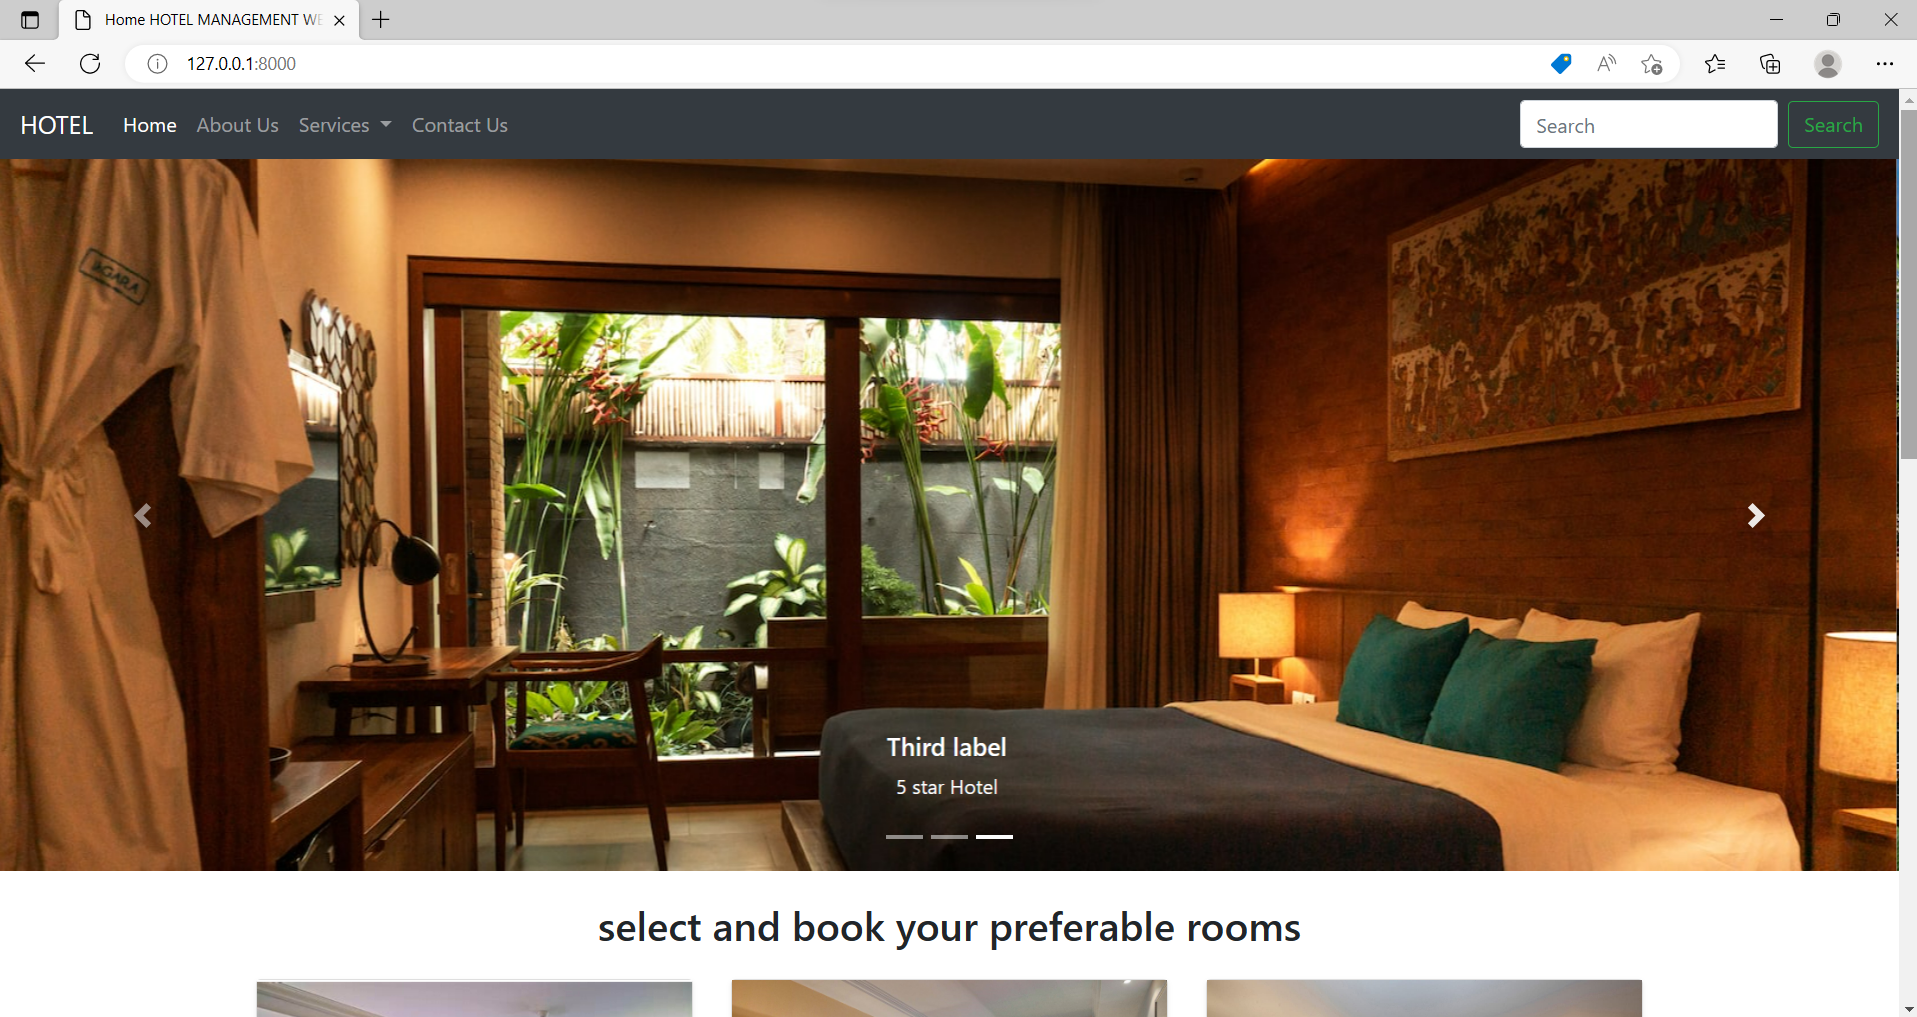 Home HOTEL MANAGEMENT WE
127.0.0.1:8000
HOTEL Home About Us Services Contact Us Search Search
Third label
5 star Hotel
select and book your preferable rooms